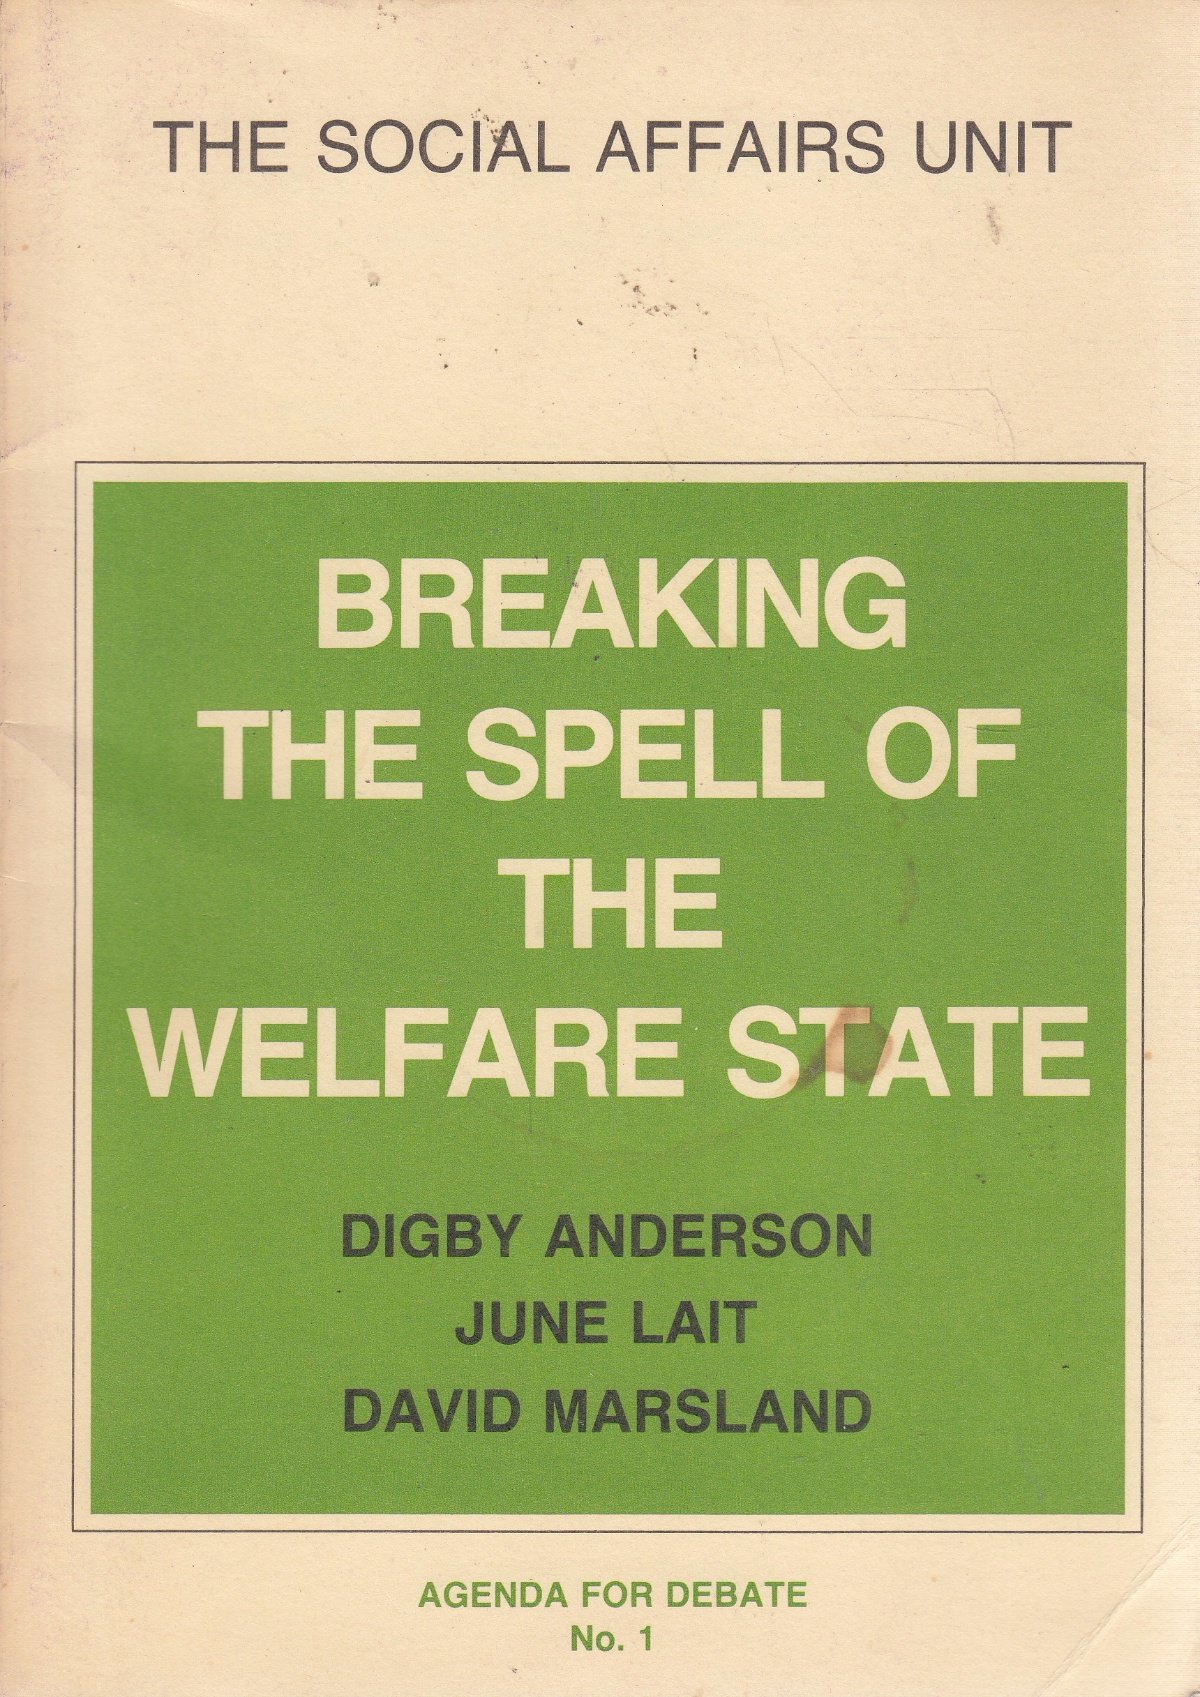 THE SOCIAL AFFAIRS UNIT
BREAKING
THE SPELL OF
THE
WELFARE STATE
DIGBY ANDERSON
JUNE LAIT
DAVID MARSLAND
AGENDA FOR DEBATE
No. 1